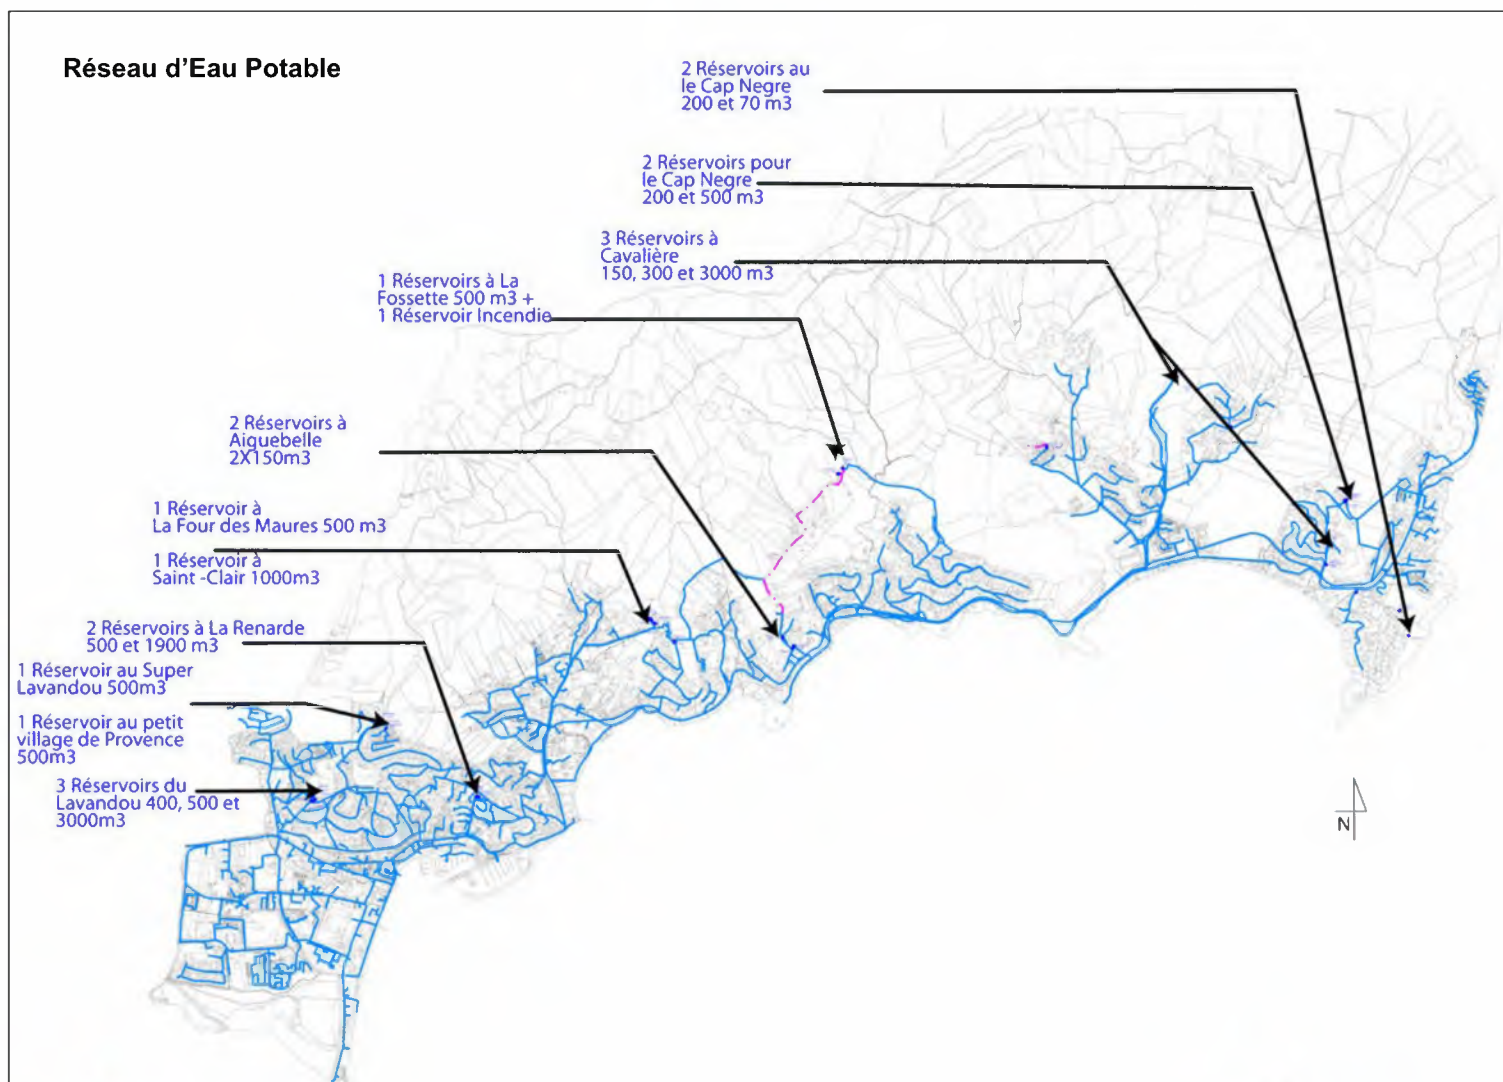 Réseau d'Eau Potable
2 Réservoirs au
le Cap Negre
200 et 70 m3
2 Réservoirs pour
le Cap Negre
200 et 500 m3
3 Réservoirs à
Cavalière
150, 300 et 3000 m3
1 Réservoirs à La
Fossette 500 m3 +
1 Réservoir Incendie
2 Réservoirs à
Aiguebelle
2X150m3
1 Réservoir à
La Four des Maures 500 m3
1 Réservoir à
Saint -Clair 1000m3
2 Réservoirs à La Renarde
500 et 1900 m3
1 Réservoir au Super
Lavandou 500m3
1 Réservoir au petit
village de Provence
500m3
3 Réservoirs du
Lavandou 400, 500 et
3000m3
N